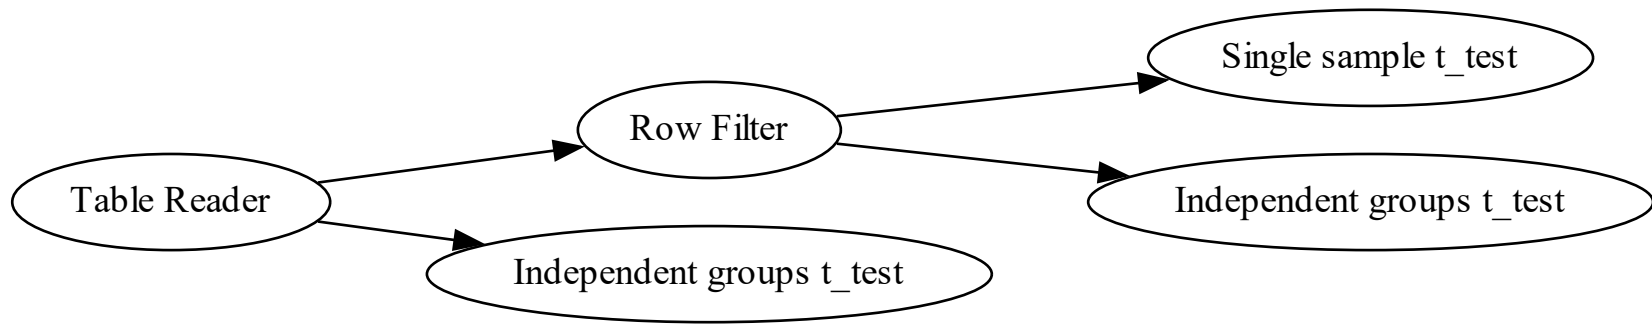 Single sample t_test
Row Filter
Table Reader
Independent groups t_test
Independent groups t_test